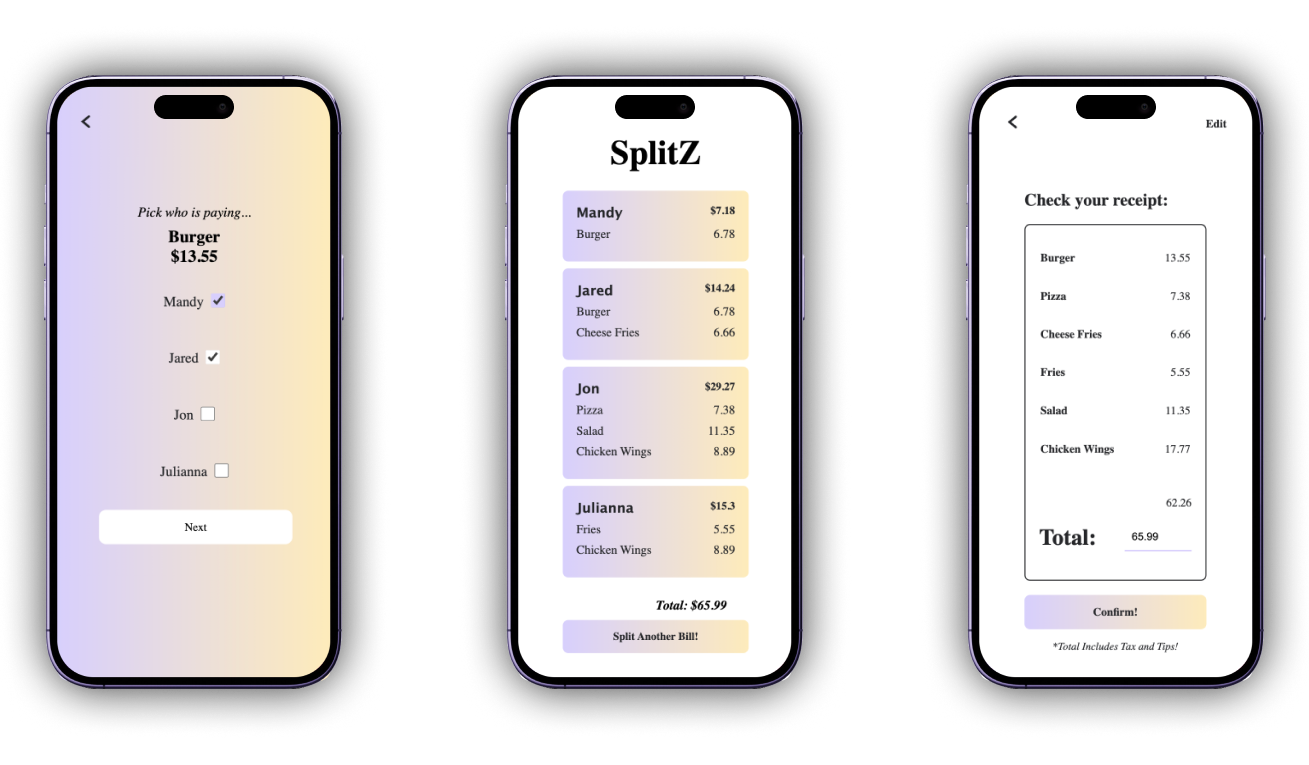 Pick who is paying...
Burger
$13.55
Mandy
Jared
Jon
Julianna
Next
SplitZ
Mandy $7.18
Burger 6.78
Jared $14.24
Burger 6.78
Cheese Fries 6.66
Jon $29.27
Pizza 7.38
Salad 11.35
Chicken Wings 8.89
Julianna $15.3
Fries 5.55
Chicken Wings 8.89
Total: $65.99
Split Another Bill!
Edit
Check your receipt:
Burger 13.55
Pizza 7.38
Cheese Fries 6.66
Fries 5.55
Salad 11.35
Chicken Wings 17.77
62.26
Total: 65.99
Confirm!
*Total Includes Tax and Tips!